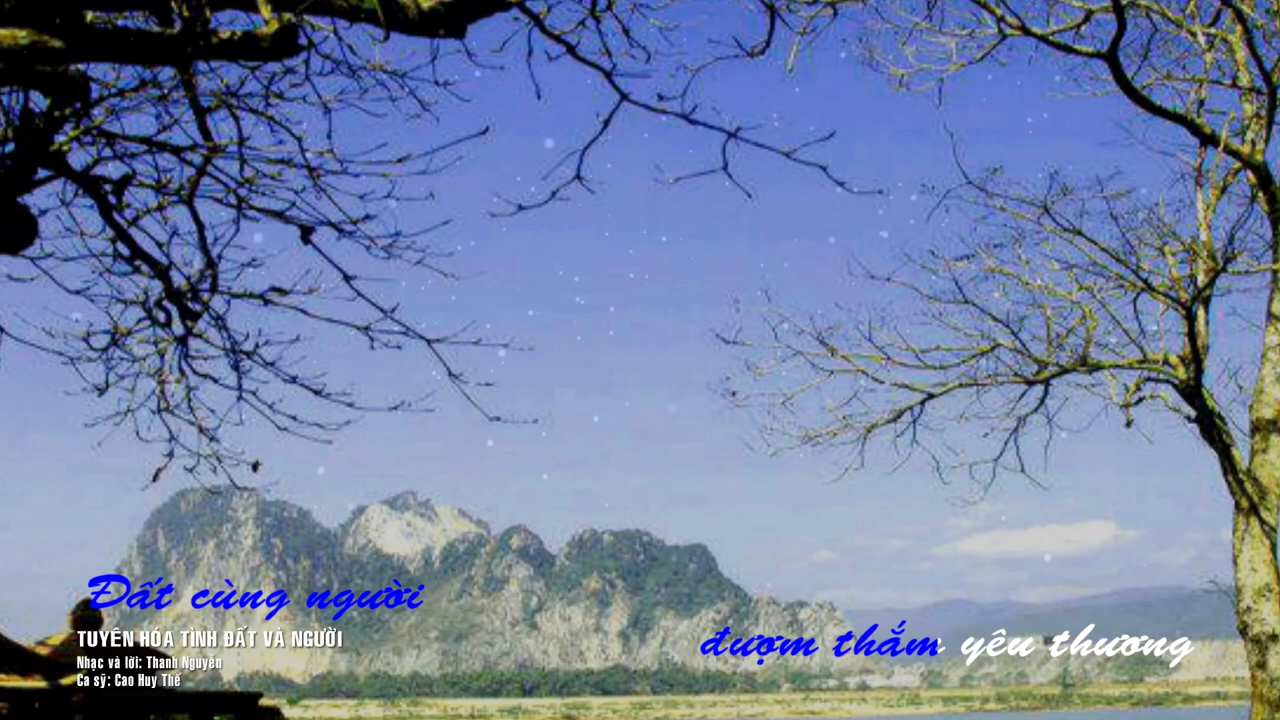 Đất cùng người
TUYÊN HÓA TÌNH ĐẤT VÀ NGƯỜI
Nhạc và lời: Thanh Nguyễn
Ca sỹ: Cao Huy Thế
đượm thắm yêu thương